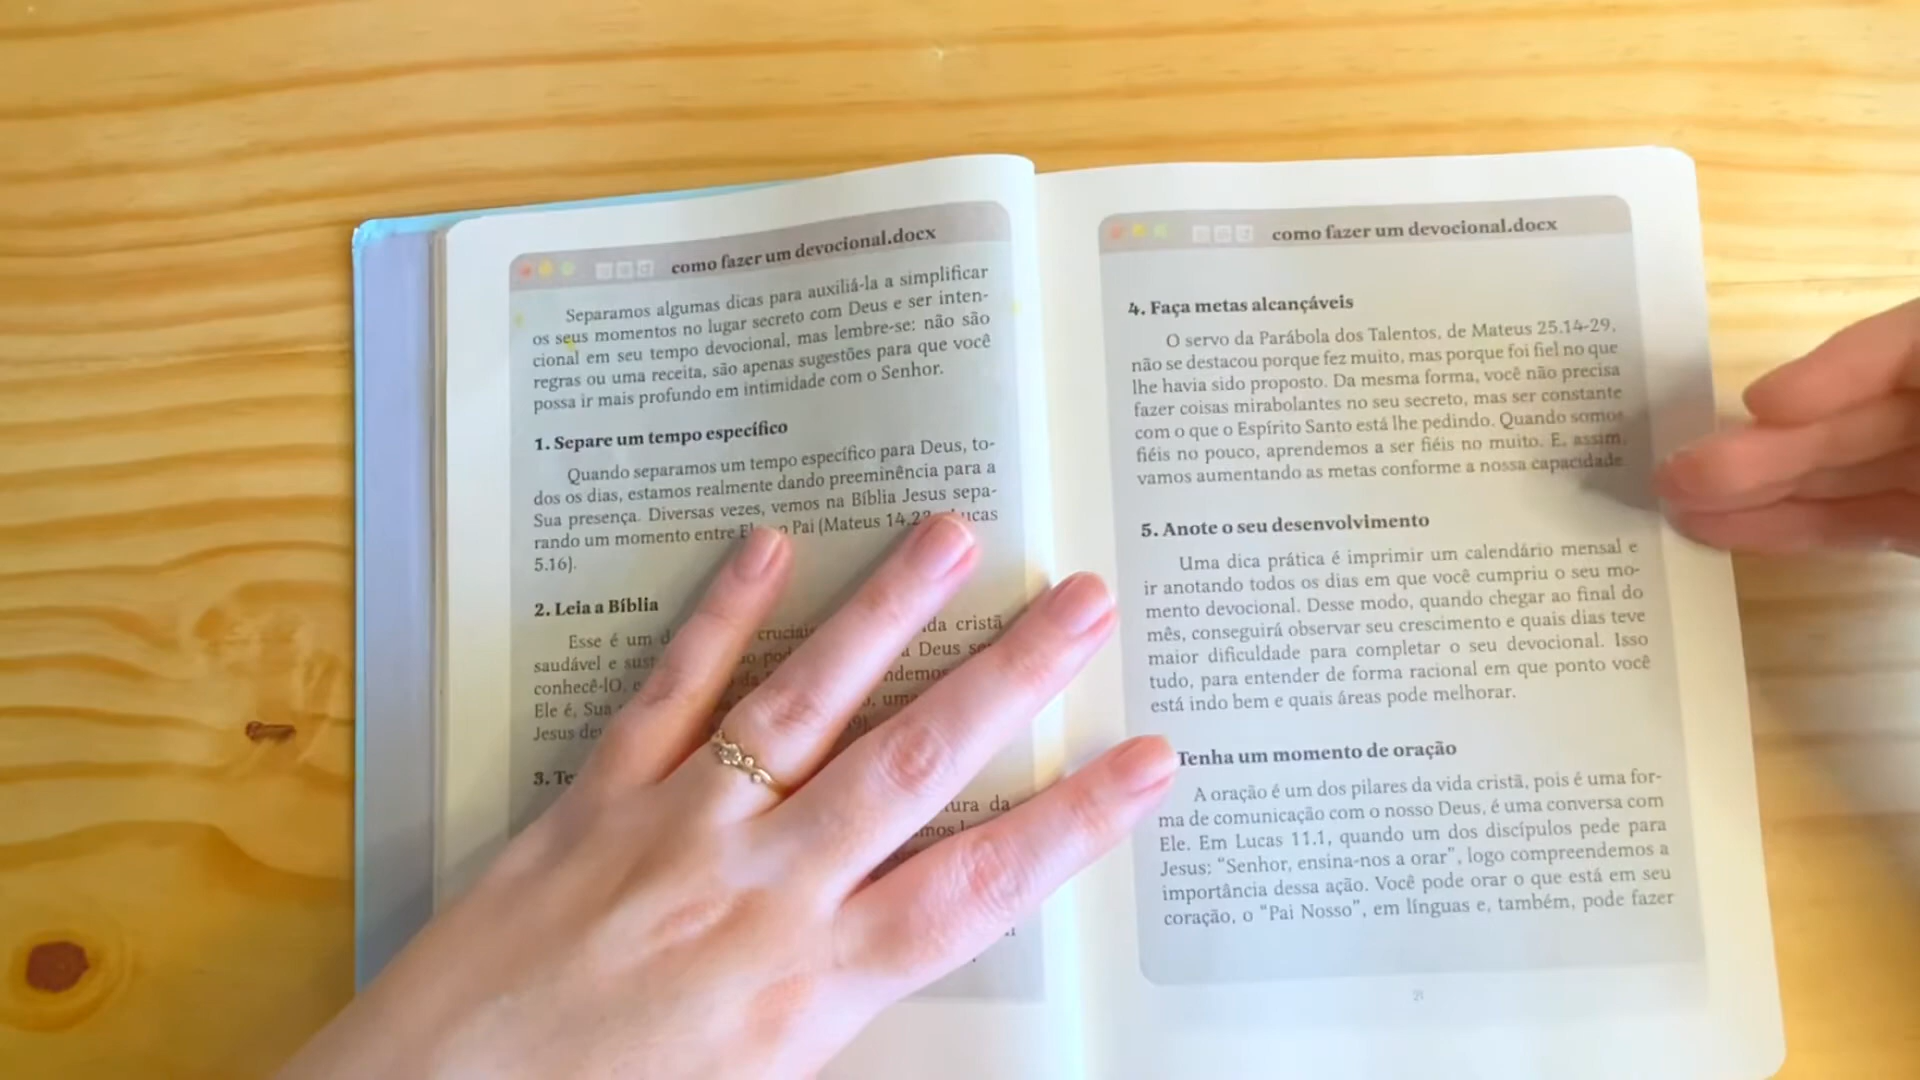 como fazer um devocional.docx
Separamos algumas dicas para auxiliá-la a simplificar
os seus momentos no lugar secreto com Deus e ser inten-
cional em seu tempo devocional, mas lembre-se: não são
regras ou uma receita, são apenas sugestões para que você
possa ir mais profundo em intimidade com o Senhor.
1. Separe um tempo específico
Quando separamos um tempo específico para Deus, to-
dos os dias, estamos realmente dando preeminência para a
Sua presença. Diversas vezes, vemos na Bíblia Jesus sepa-
rando um momento entre Pai (Mateus
5.16).
2. Leia a Bíblia
Esse é um cristã
saudável e a Deus
conhecê-lO,
Ele é, Sua
Jesus
3.
da
como fazer um devocional.docx
4. Faça metas alcançáveis
O servo da Parábola dos Talentos, de Mateus 25.14-29,
não se destacou porque fez muito, mas porque foi fiel no que
lhe havia sido proposto. Da mesma forma, você não precisa
fazer coisas mirabolantes no seu secreto, mas ser constante
com o que o Espírito Santo está lhe pedindo. Quando somos
fiéis no pouco, aprendemos a ser fiéis no muito. E, assim,
vamos aumentando as metas conforme a nossa capacidade
5. Anote o seu desenvolvimento
Uma dica prática é imprimir um calendário mensal e
ir anotando todos os dias em que você cumpriu o seu mo-
mento devocional. Desse modo, quando chegar ao final do
mês, conseguirá observar seu crescimento e quais dias teve
maior dificuldade para completar o seu devocional. Isso
tudo, para entender de forma racional em que ponto você
está indo bem e quais áreas pode melhorar.
Tenha um momento de oração
A oração é um dos pilares da vida cristã, pois é uma for-
ma de comunicação com o nosso Deus, é uma conversa com
Ele. Em Lucas 11.1, quando um dos discípulos pede para
Jesus: “Senhor, ensina-nos a orar”, logo compreendemos a
importância dessa ação. Você pode orar o que está em seu
coração, o “Pai Nosso”, em línguas e, também, pode fazer
21